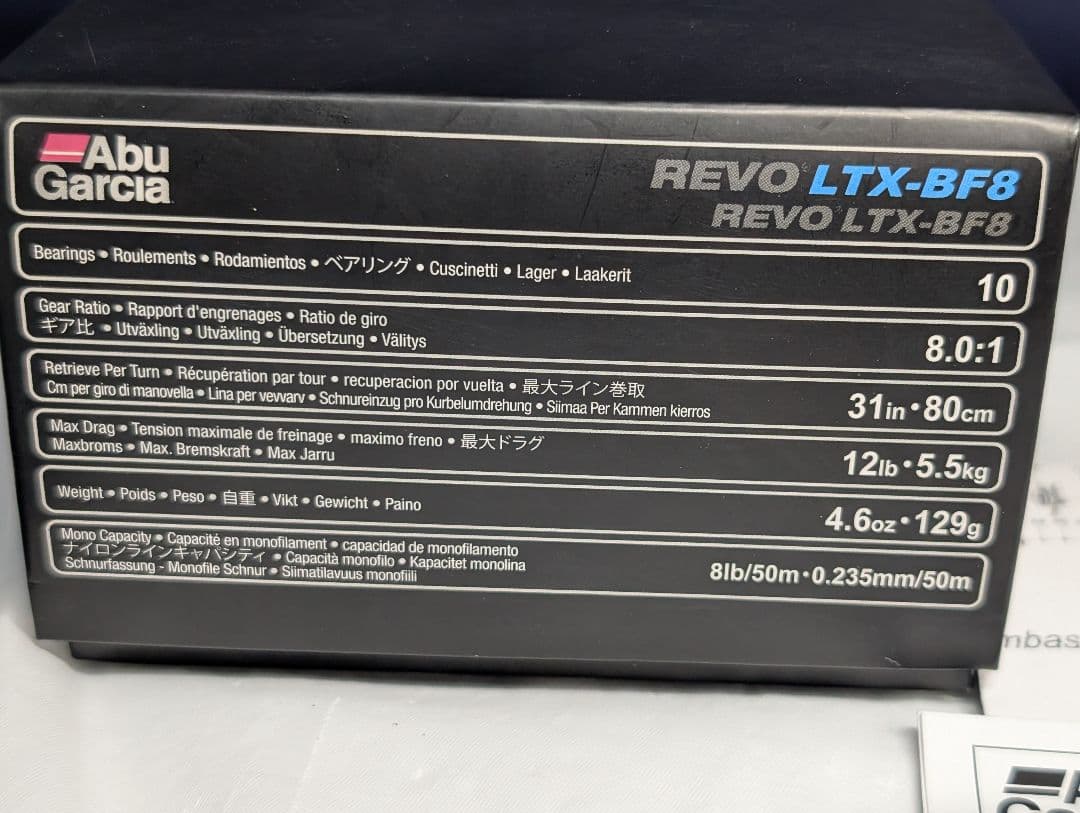 Abu
Garcia
REVO LTX-BF8
REVO LTX-BF8
Bearings • Roulements • Rodamientos • ベアリング • Cuscinetti • Lager • Laakerit
10
Gear Ratio • Rapport d'engrenages • Ratio de giro
ギア比 • Utväxling • Utväxling • Übersetzung • Välitys
8.0:1
Retrieve Per Turn • Récupération par tour • recuperacion por vuelta • 最大ライン巻取
Cm per giro di manovella • Lina per vevvarv • Schnureinzug pro Kurbelumdrehung • Siimaa Per Kammen kierros
31in • 80cm
Max Drag • Tension maximale de freinage • maximo freno • 最大ドラグ
Maxbroms • Max. Bremskraft • Max Jarru
12lb • 5.5kg
Weight • Poids • Peso • 自重 • Vikt • Gewicht • Paino
4.6oz • 129g
Mono Capacity • Capacité en monofilament • capacidad de monofilamento
ナイロンラインキャパシティ • Capacità monofilo • Kapacitet monolina
Schnurfassung - Monofile Schnur • Siimatilavuus monofiili
8lb/50m • 0.235mm/50m
mbas